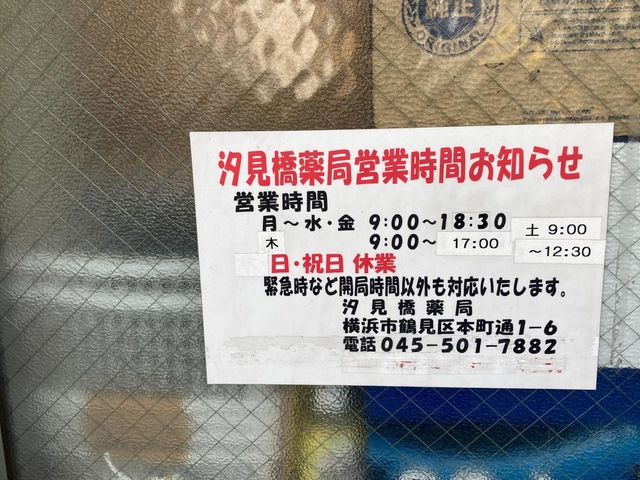 開正
ORIGINAL
汐見橋薬局営業時間お知らせ
営業時間
月～水・金 9:00～18:30
木 9:00～17:00
土 9:00
～12:30
日・祝日 休業
緊急時など開局時間以外も対応いたします。
汐見橋薬局
横浜市鶴見区本町通1-6
電話045-501-7882